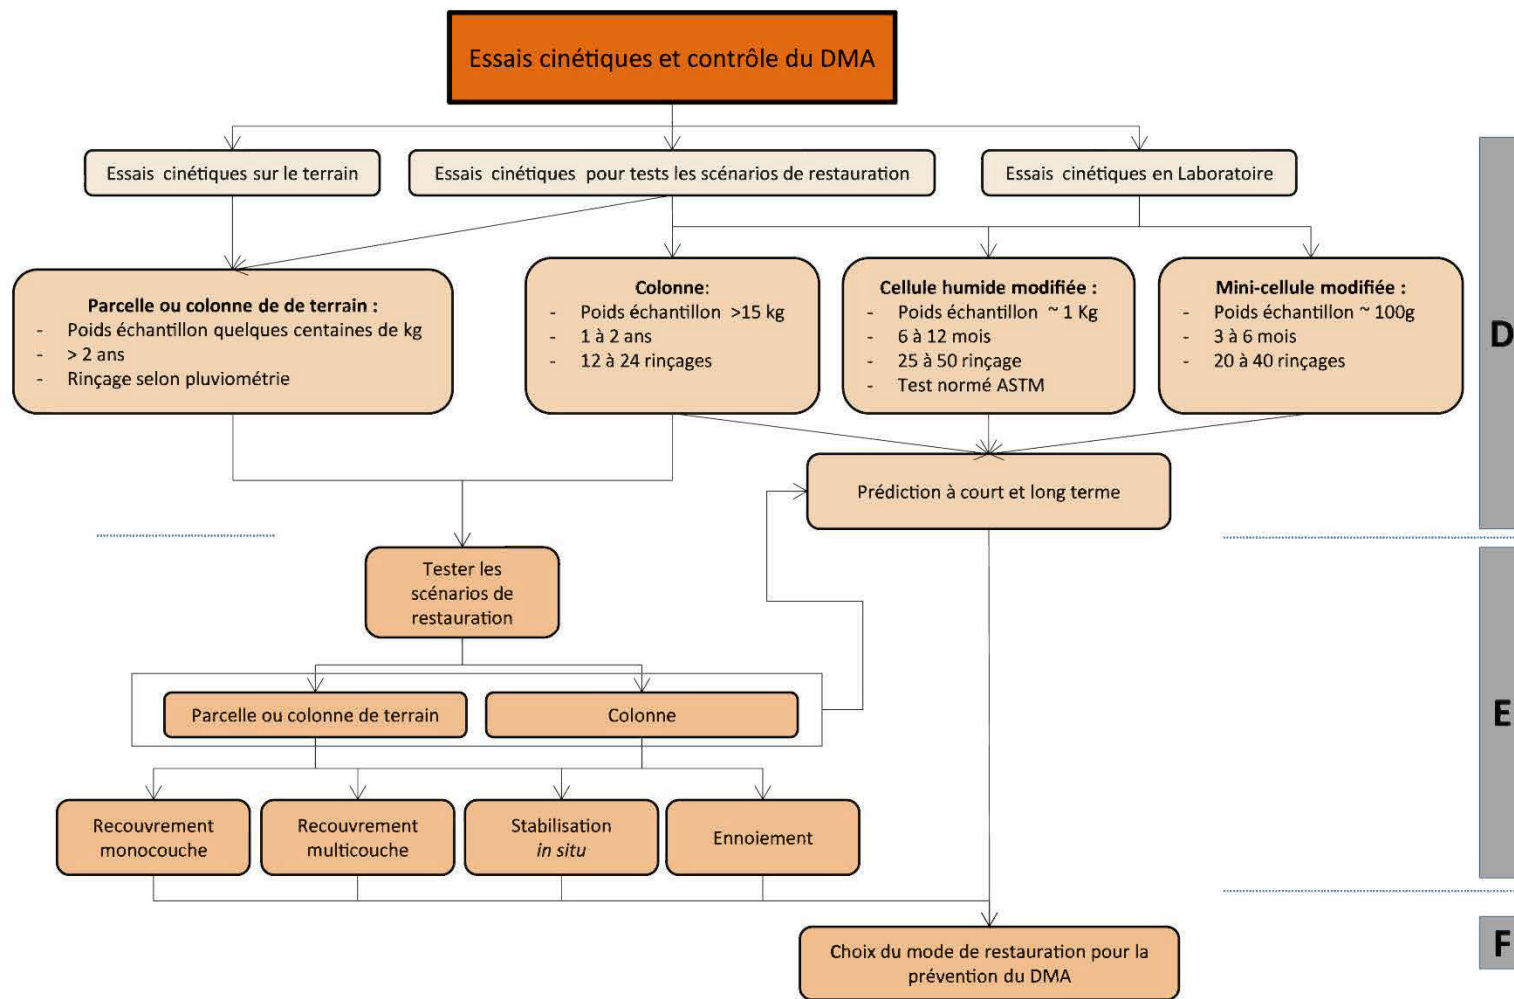 Essais cinétiques et contrôle du DMA
Essais cinétiques sur le terrain
Essais cinétiques pour tests les scénarios de restauration
Essais cinétiques en Laboratoire
D
Parcelle ou colonne de de terrain :
- Poids échantillon quelques centaines de kg
- > 2 ans
- Rinçage selon pluviométrie
Colonne:
- Poids échantillon >15 kg
- 1 à 2 ans
- 12 à 24 rinçages
Cellule humide modifiée :
- Poids échantillon ~ 1 Kg
- 6 à 12 mois
- 25 à 50 rinçage
- Test normé ASTM
Mini-cellule modifiée :
- Poids échantillon ~ 100g
- 3 à 6 mois
- 20 à 40 rinçages
Prédiction à court et long terme
Tester les
scénarios de
restauration
E
Parcelle ou colonne de terrain
Colonne
Recouvrement
monocouche
Recouvrement
multicouche
Stabilisation
in situ
Ennoiement
F
Choix du mode de restauration pour la
prévention du DMA